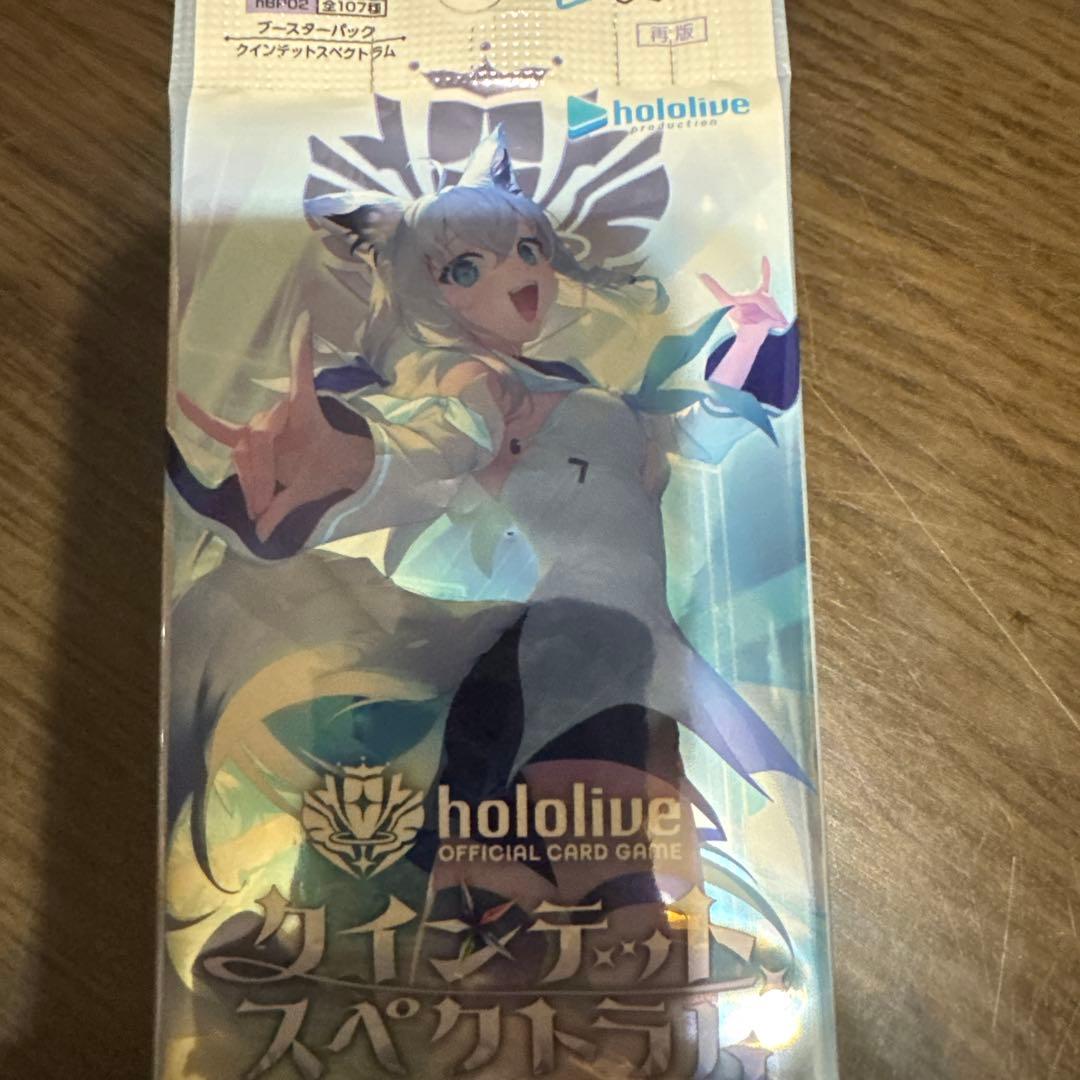 hBP02 全107種
ブースターパック
クインテットスペクトラム
再版
hololive
production
7
hololive
OFFICIAL CARD GAME
クインテット
スペクトラム